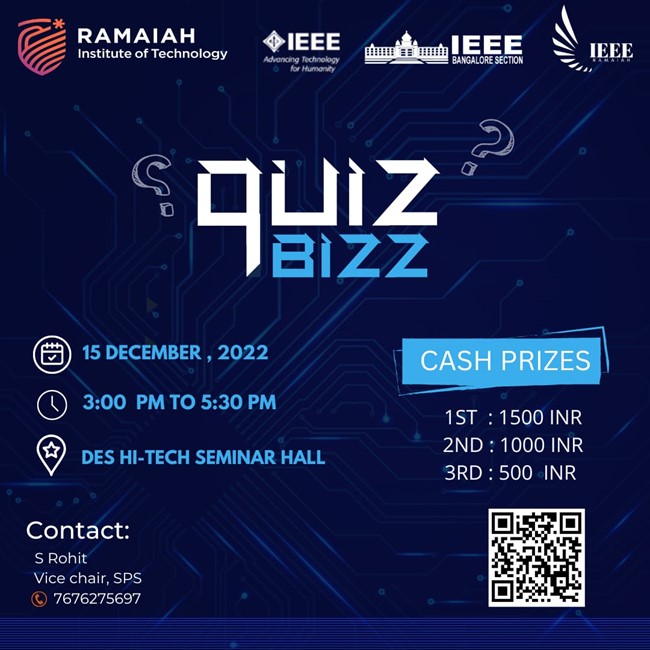 RAMAIAH
Institute of Technology
IEEE
Advancing Technology
for Humanity
IEEE
BANGALORE SECTION
IEEE
RAMAIAH
QUIZ
BIZZ
15 DECEMBER , 2022
3:00 PM TO 5:30 PM
DES HI-TECH SEMINAR HALL
CASH PRIZES
1ST : 1500 INR
2ND : 1000 INR
3RD : 500 INR
Contact:
S Rohit
Vice chair, SPS
7676275697